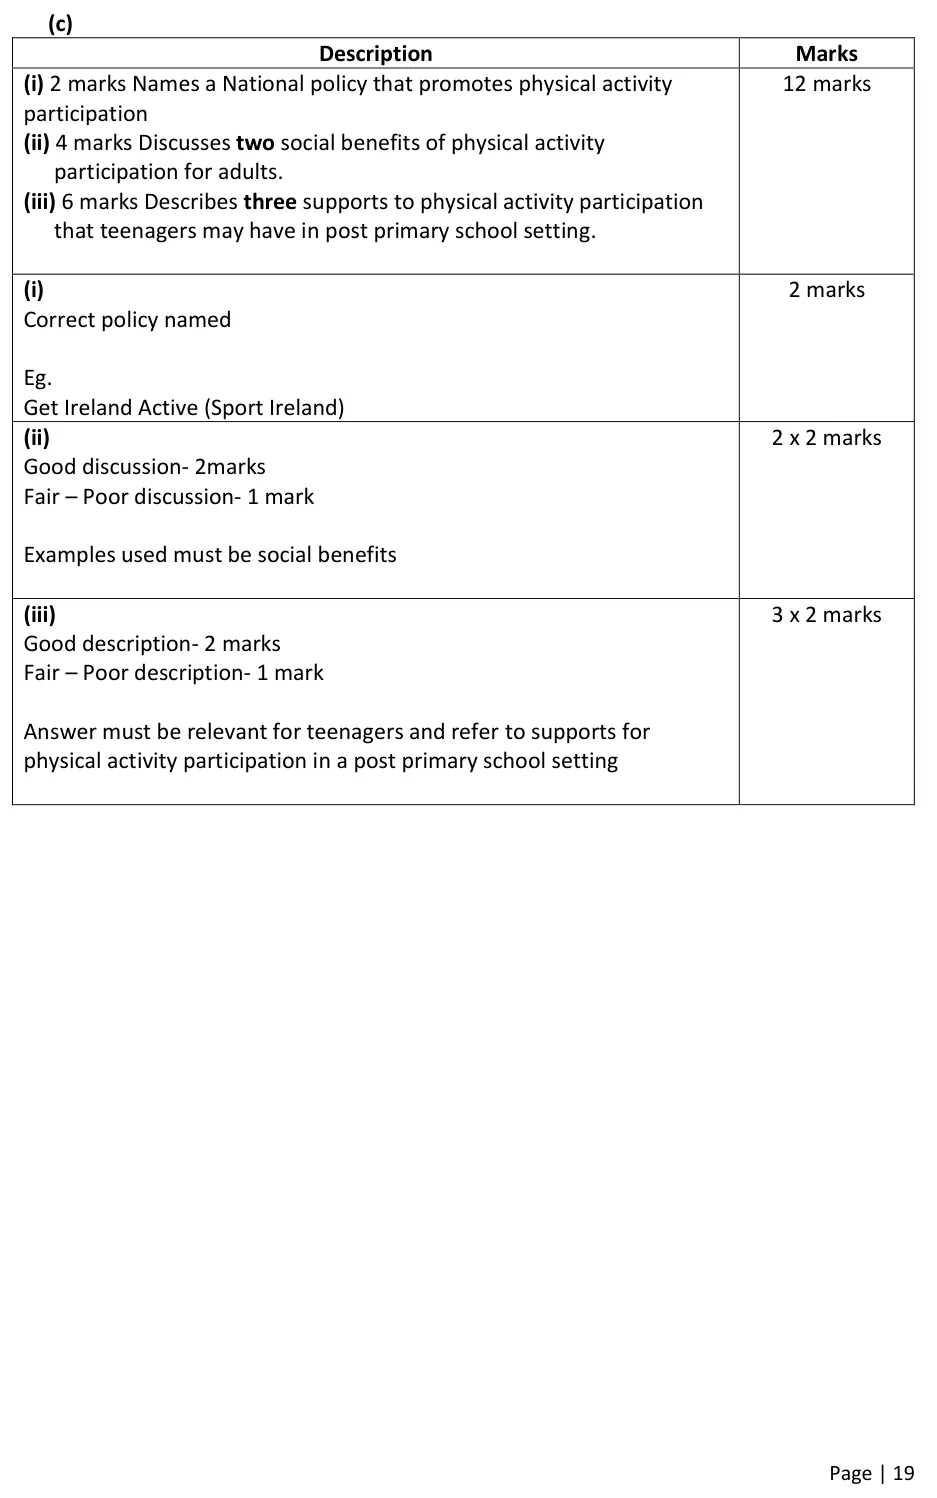 (c)
Description Marks
(i) 2 marks Names a National policy that promotes physical activity 12 marks
participation
(ii) 4 marks Discusses two social benefits of physical activity
participation for adults.
(iii) 6 marks Describes three supports to physical activity participation
that teenagers may have in post primary school setting.
(i) 2 marks
Correct policy named
Eg.
Get Ireland Active (Sport Ireland)
(ii) 2 x 2 marks
Good discussion- 2marks
Fair – Poor discussion- 1 mark
Examples used must be social benefits
(iii) 3 x 2 marks
Good description- 2 marks
Fair – Poor description- 1 mark
Answer must be relevant for teenagers and refer to supports for
physical activity participation in a post primary school setting
Page | 19